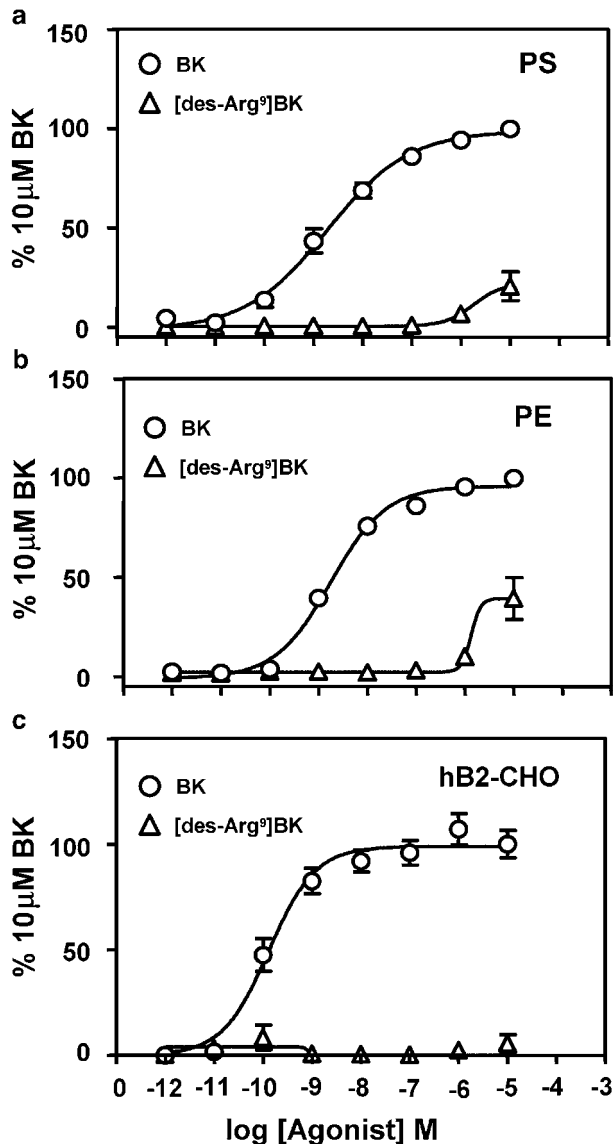 a
150
100
50
0
% 10μM BK
BK
[des-Arg⁹]BK
PS
b
150
100
50
0
% 10μM BK
BK
[des-Arg⁹]BK
PE
c
150
100
50
0
% 10μM BK
BK
[des-Arg⁹]BK
hB2-CHO
0 -12 -11 -10 -9 -8 -7 -6 -5 -4 -3
log [Agonist] M